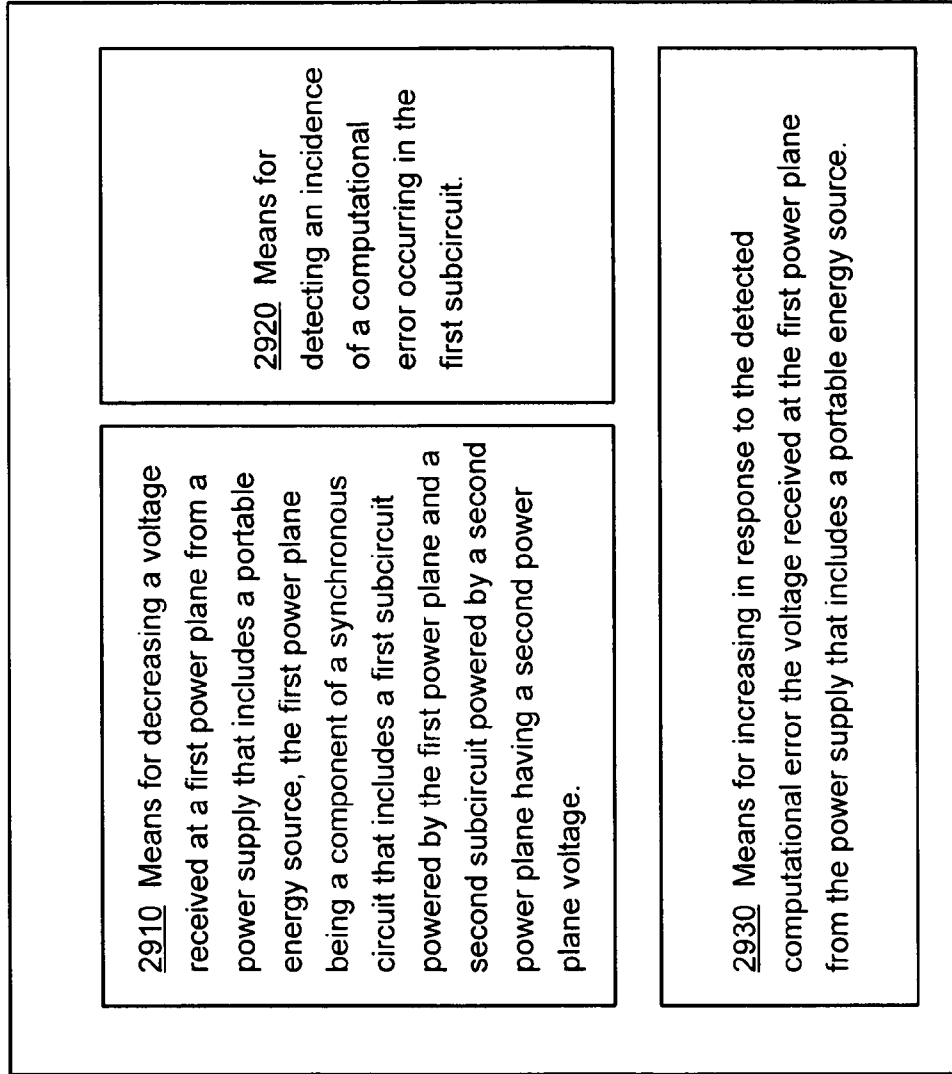 2910 Means for decreasing a voltage
received at a first power plane from a
power supply that includes a portable
energy source, the first power plane
being a component of a synchronous
circuit that includes a first subcircuit
powered by the first power plane and a
second subcircuit powered by a second
power plane having a second power
plane voltage.
2920 Means for
detecting an incidence
of a computational
error occurring in the
first subcircuit.
2930 Means for increasing in response to the detected
computational error the voltage received at the first power plane
from the power supply that includes a portable energy source.